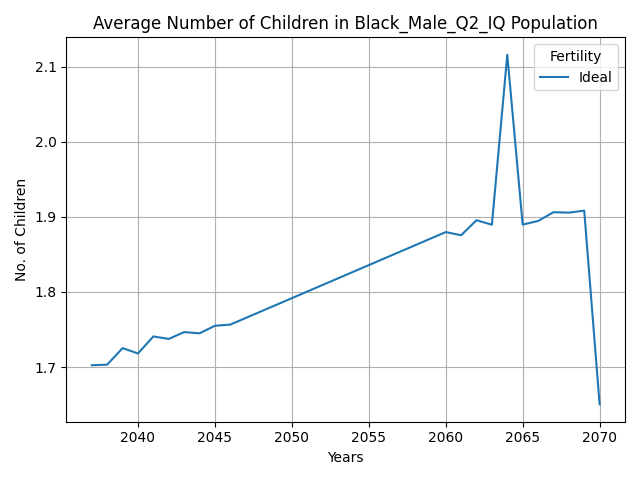 Average Number of Children in Black_Male_Q2_IQ Population
Fertility
Ideal
No. of Children
2.1
2.0
1.9
1.8
1.7
2040 2045 2050 2055 2060 2065 2070
Years